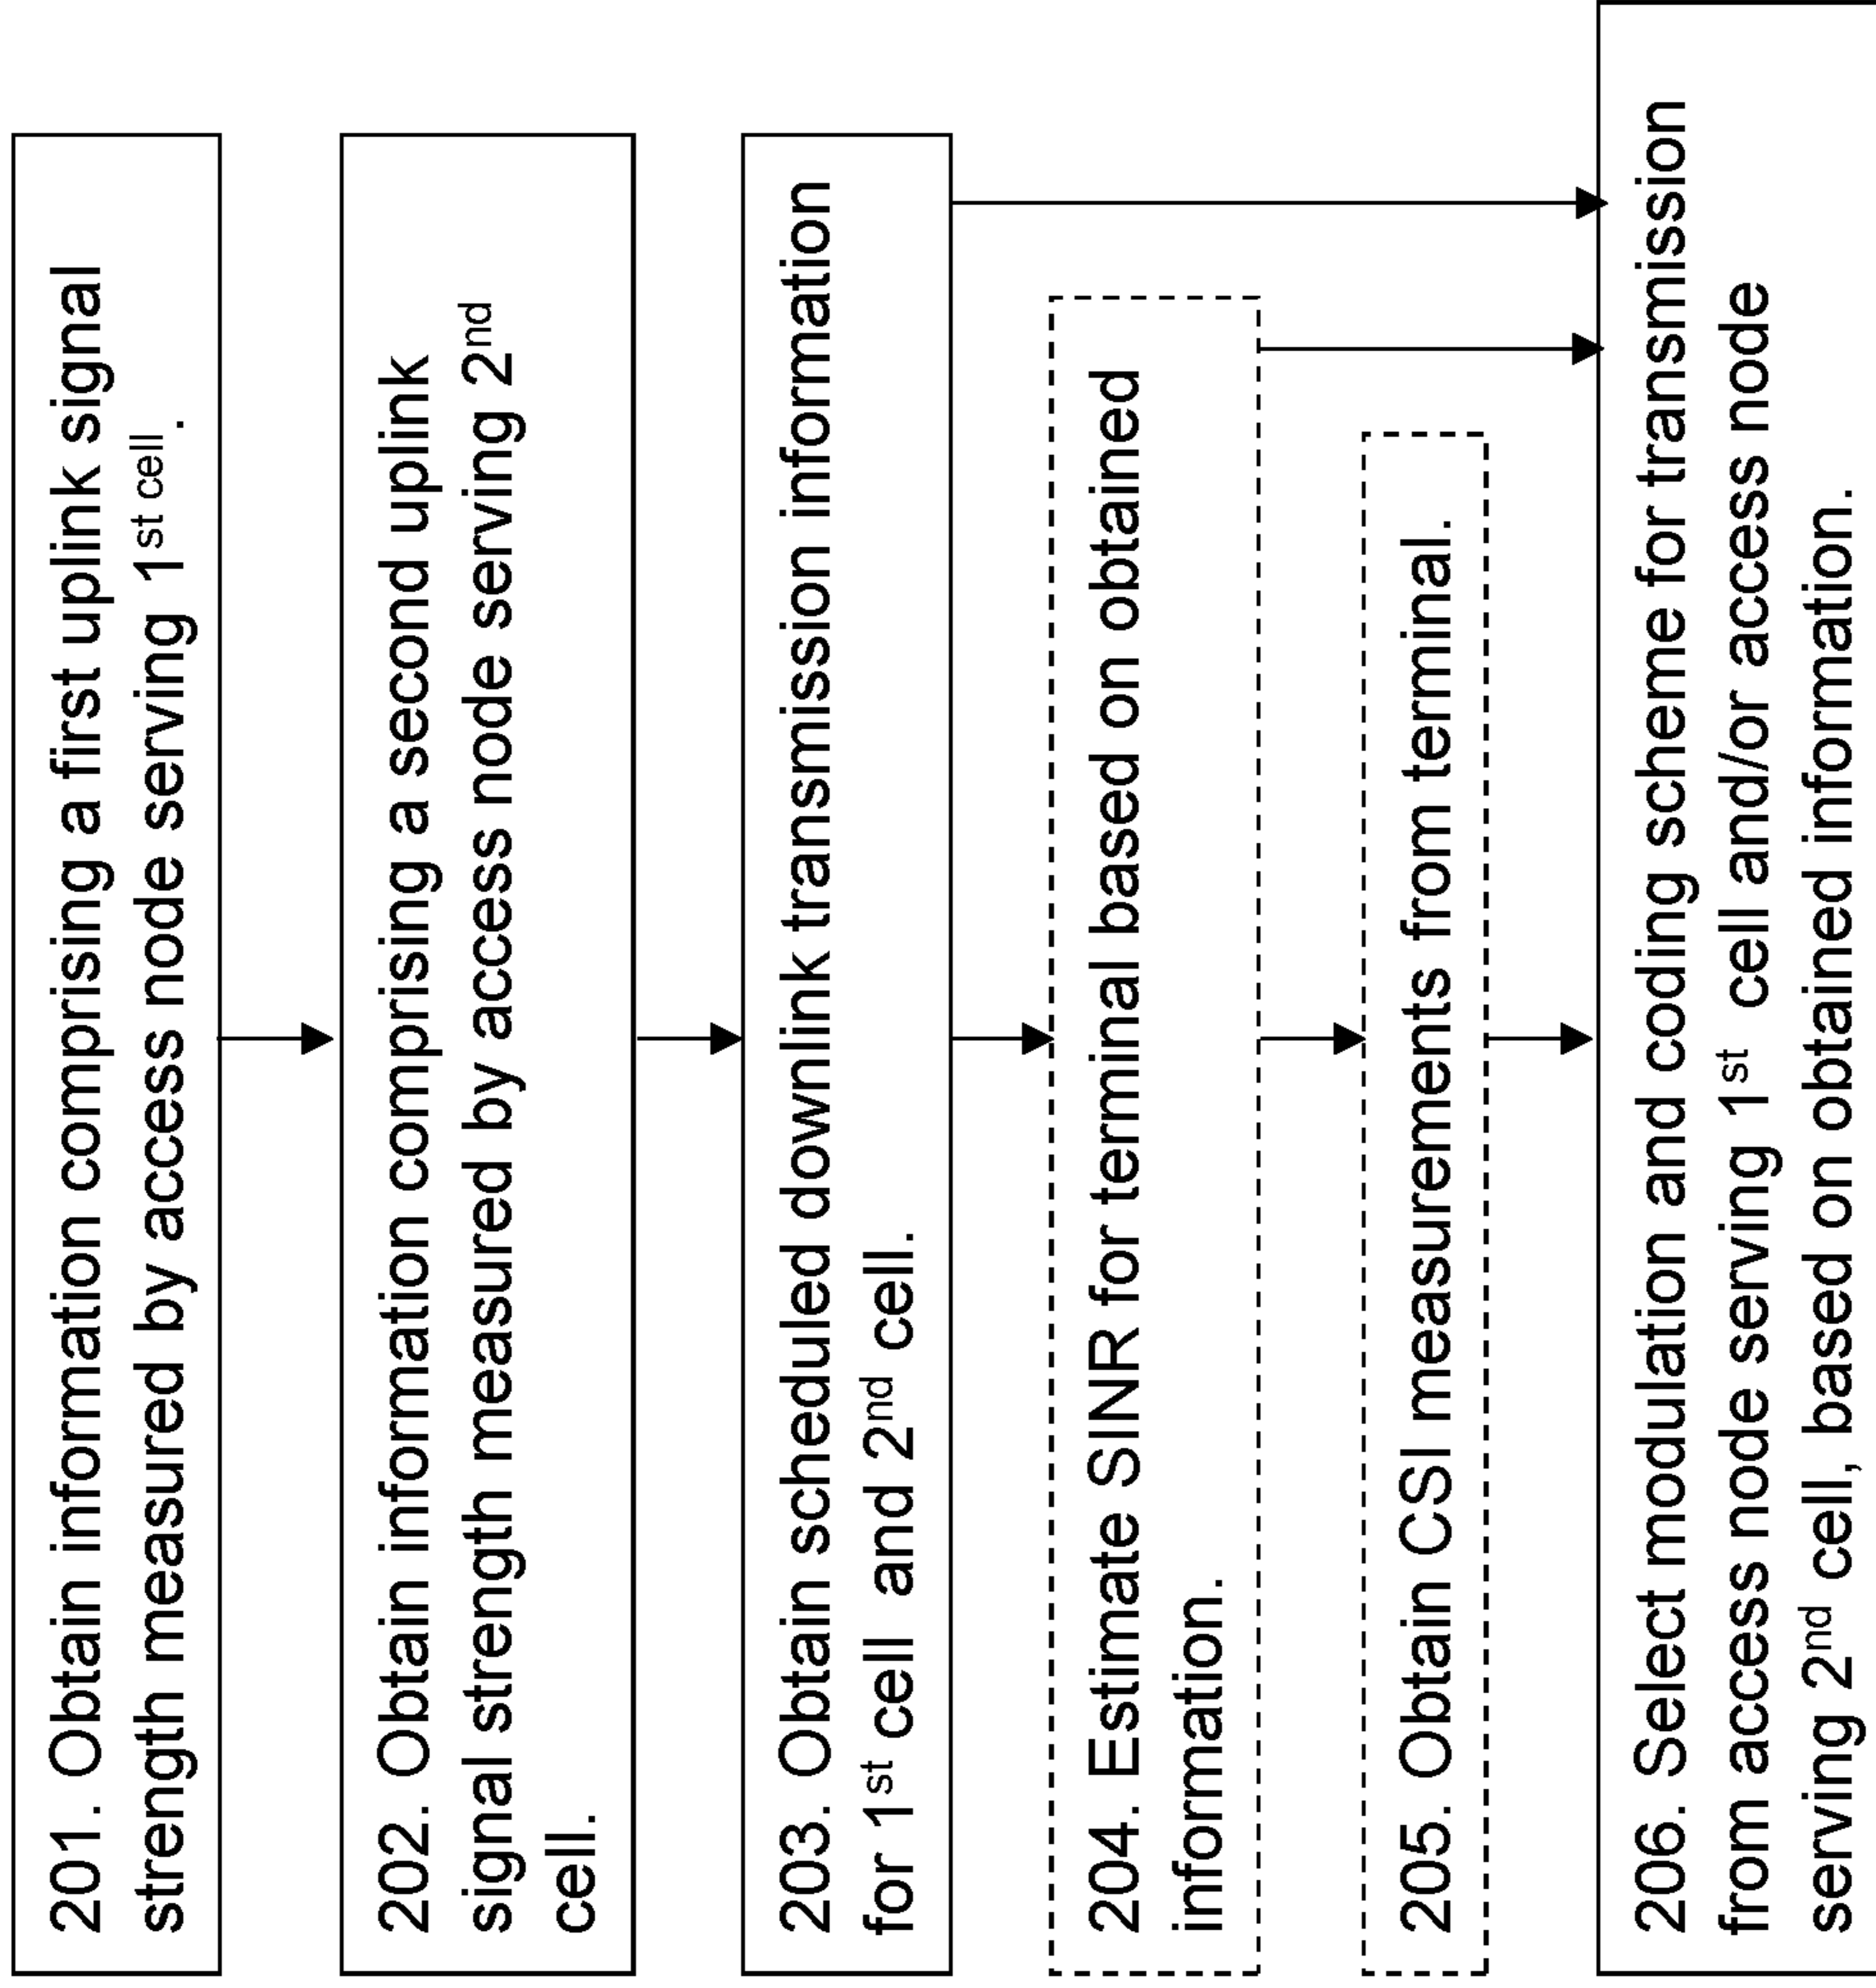 201. Obtain information comprising a first uplink signal
strength measured by access node serving 1st cell.
202. Obtain information comprising a second uplink
signal strength measured by access node serving 2nd
cell.
203. Obtain scheduled downlink transmission information
for 1st cell and 2nd cell.
204. Estimate SINR for terminal based on obtained
information.
205. Obtain CSI measurements from terminal.
206. Select modulation and coding scheme for transmission
from access node serving 1st cell and/or access node
serving 2nd cell, based on obtained information.